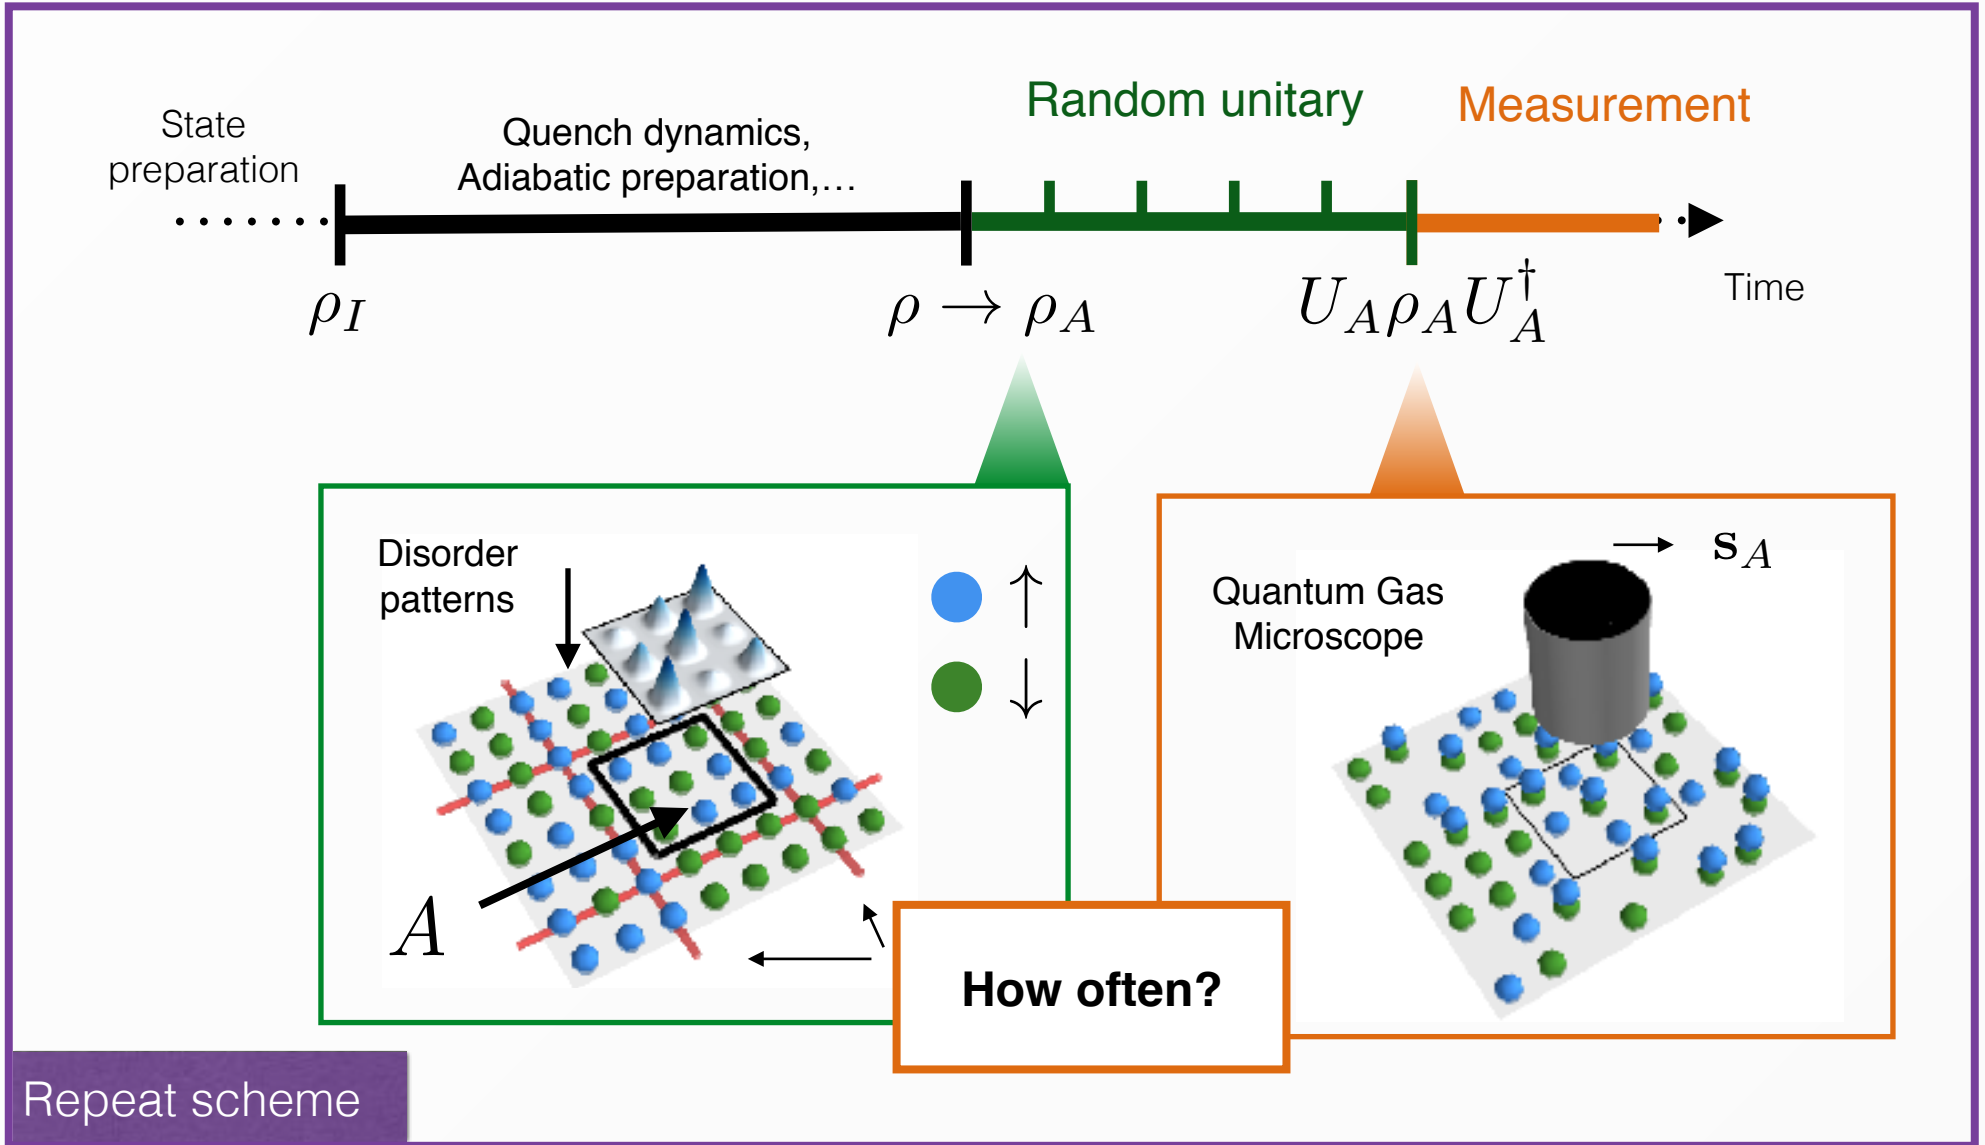 State
preparation
Quench dynamics,
Adiabatic preparation,…
Random unitary
Measurement
ρ_I
ρ → ρ_A
U_A ρ_A U_A^†
Time
Disorder
patterns
↑
↓
A
Quantum Gas
Microscope
→ s_A
How often?
Repeat scheme